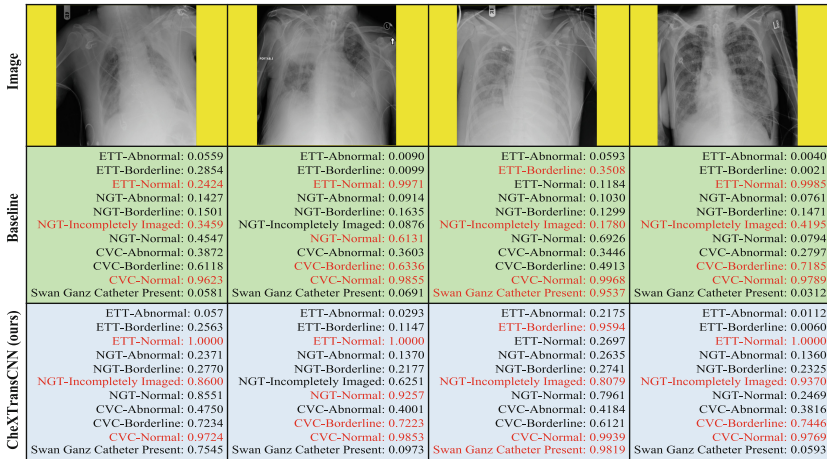 Image
Baseline
ETT-Abnormal: 0.0559
ETT-Borderline: 0.2854
ETT-Normal: 0.2424
NGT-Abnormal: 0.1427
NGT-Borderline: 0.1501
NGT-Incompletely Imaged: 0.3459
NGT-Normal: 0.4547
CVC-Abnormal: 0.3872
CVC-Borderline: 0.6118
CVC-Normal: 0.9623
Swan Ganz Catheter Present: 0.0581
ETT-Abnormal: 0.0090
ETT-Borderline: 0.0099
ETT-Normal: 0.9971
NGT-Abnormal: 0.0914
NGT-Borderline: 0.1635
NGT-Incompletely Imaged: 0.0876
NGT-Normal: 0.6131
CVC-Abnormal: 0.3603
CVC-Borderline: 0.6336
CVC-Normal: 0.9855
Swan Ganz Catheter Present: 0.0691
ETT-Abnormal: 0.0593
ETT-Borderline: 0.3508
ETT-Normal: 0.1184
NGT-Abnormal: 0.1030
NGT-Borderline: 0.1299
NGT-Incompletely Imaged: 0.1780
NGT-Normal: 0.6926
CVC-Abnormal: 0.3446
CVC-Borderline: 0.4913
CVC-Normal: 0.9968
Swan Ganz Catheter Present: 0.9537
ETT-Abnormal: 0.0040
ETT-Borderline: 0.0021
ETT-Normal: 0.9985
NGT-Abnormal: 0.0761
NGT-Borderline: 0.1471
NGT-Incompletely Imaged: 0.4195
NGT-Normal: 0.0794
CVC-Abnormal: 0.2797
CVC-Borderline: 0.7185
CVC-Normal: 0.9789
Swan Ganz Catheter Present: 0.0312
CheXTransCNN (ours)
ETT-Abnormal: 0.057
ETT-Borderline: 0.2563
ETT-Normal: 1.0000
NGT-Abnormal: 0.2371
NGT-Borderline: 0.2770
NGT-Incompletely Imaged: 0.8600
NGT-Normal: 0.8551
CVC-Abnormal: 0.4750
CVC-Borderline: 0.7234
CVC-Normal: 0.9724
Swan Ganz Catheter Present: 0.7545
ETT-Abnormal: 0.0293
ETT-Borderline: 0.1147
ETT-Normal: 1.0000
NGT-Abnormal: 0.1370
NGT-Borderline: 0.2177
NGT-Incompletely Imaged: 0.6251
NGT-Normal: 0.9257
CVC-Abnormal: 0.4001
CVC-Borderline: 0.7223
CVC-Normal: 0.9853
Swan Ganz Catheter Present: 0.0973
ETT-Abnormal: 0.2175
ETT-Borderline: 0.9594
ETT-Normal: 0.2697
NGT-Abnormal: 0.2635
NGT-Borderline: 0.2741
NGT-Incompletely Imaged: 0.8079
NGT-Normal: 0.7961
CVC-Abnormal: 0.4184
CVC-Borderline: 0.6121
CVC-Normal: 0.9939
Swan Ganz Catheter Present: 0.9819
ETT-Abnormal: 0.0112
ETT-Borderline: 0.0060
ETT-Normal: 1.0000
NGT-Abnormal: 0.1360
NGT-Borderline: 0.2325
NGT-Incompletely Imaged: 0.9370
NGT-Normal: 0.2469
CVC-Abnormal: 0.3816
CVC-Borderline: 0.7446
CVC-Normal: 0.9769
Swan Ganz Catheter Present: 0.0593